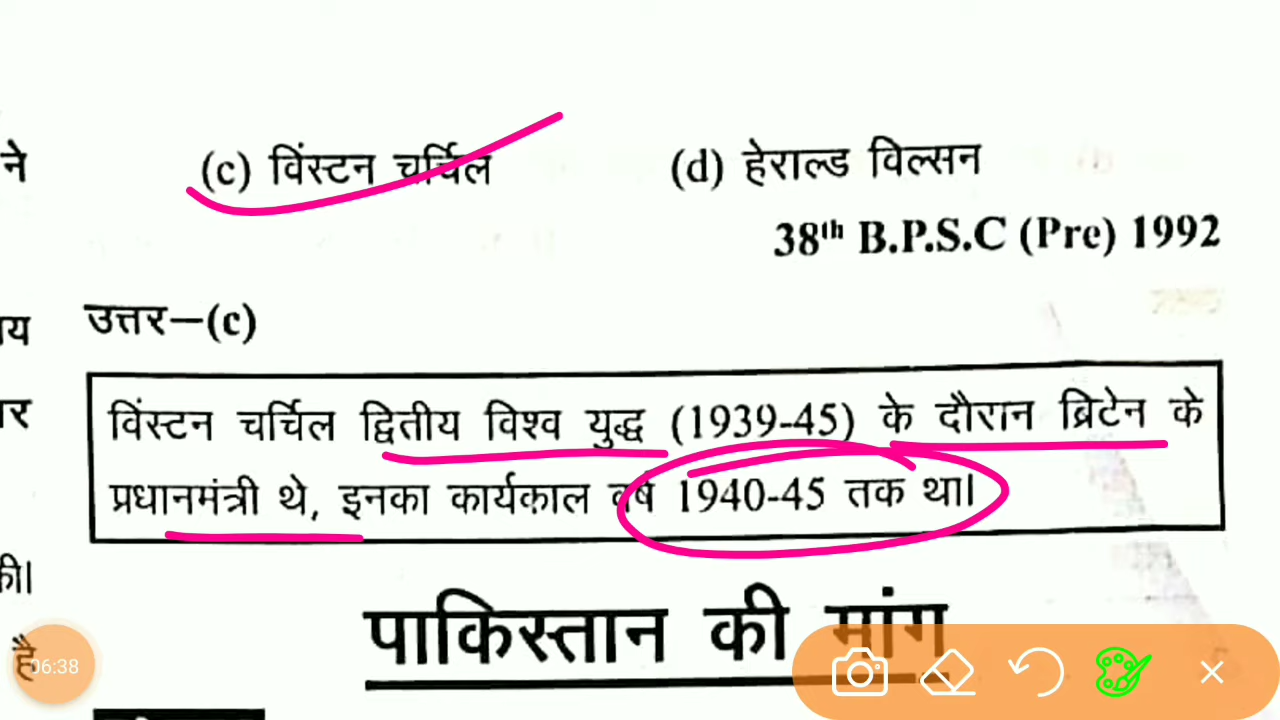 ने
(c) विंस्टन चर्चिल
(d) हेराल्ड विल्सन
38th B.P.S.C (Pre) 1992
उत्तर–(c)
विंस्टन चर्चिल द्वितीय विश्व युद्ध (1939-45) के दौरान ब्रिटेन के
प्रधानमंत्री थे, इनका कार्यकाल वर्ष 1940-45 तक था।
की।
पाकिस्तान की मांग
है
06:38